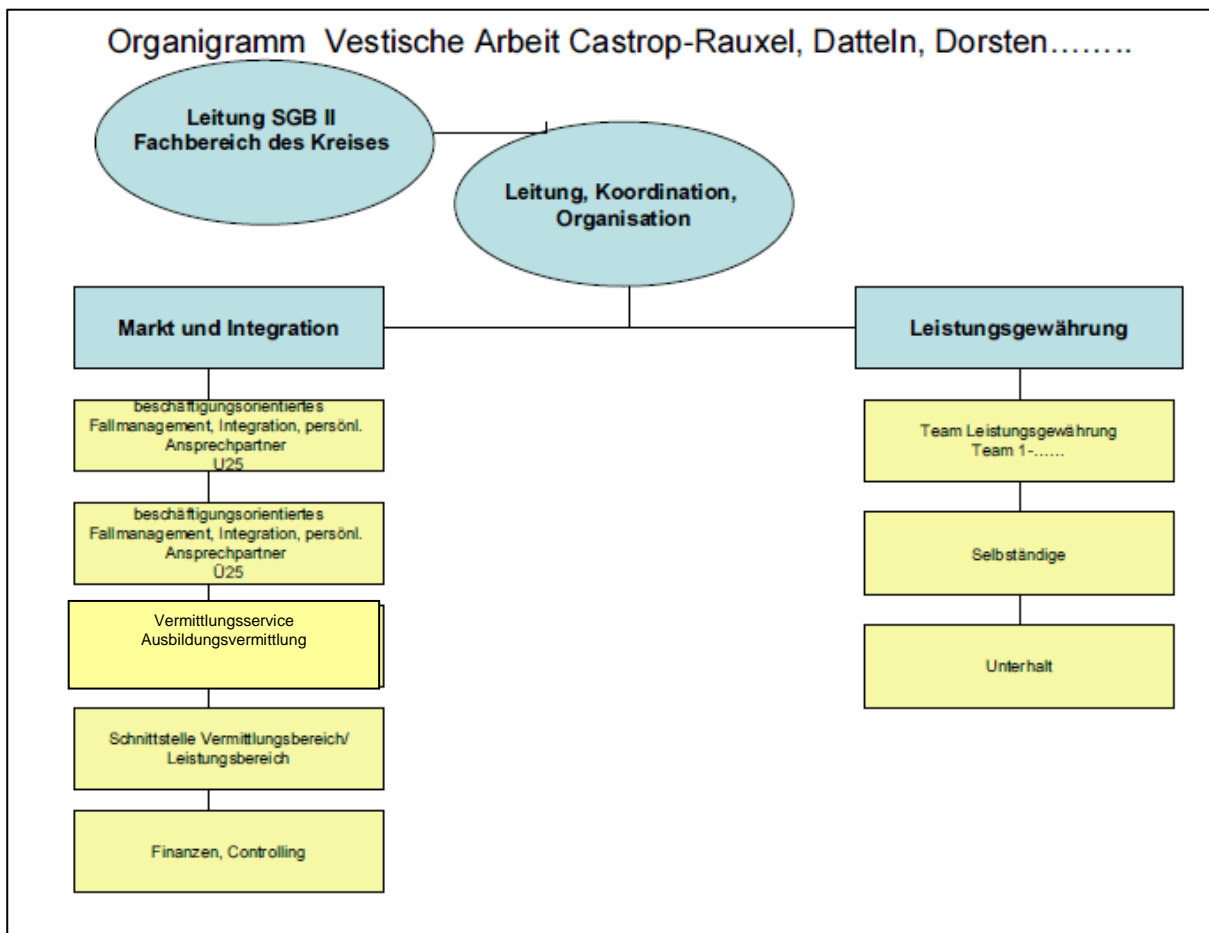 Organigramm Vestische Arbeit Castrop-Rauxel, Datteln, Dorsten........
Leitung SGB II
Fachbereich des Kreises
Leitung, Koordination,
Organisation
Markt und Integration
beschäftigungsorientiertes
Fallmanagement, Integration, persönl.
Ansprechpartner
U25
beschäftigungsorientiertes
Fallmanagement, Integration, persönl.
Ansprechpartner
Ü25
Vermittlungsservice
Ausbildungsvermittlung
Schnittstelle Vermittlungsbereich/
Leistungsbereich
Finanzen, Controlling
Leistungsgewährung
Team Leistungsgewährung
Team 1-......
Selbständige
Unterhalt